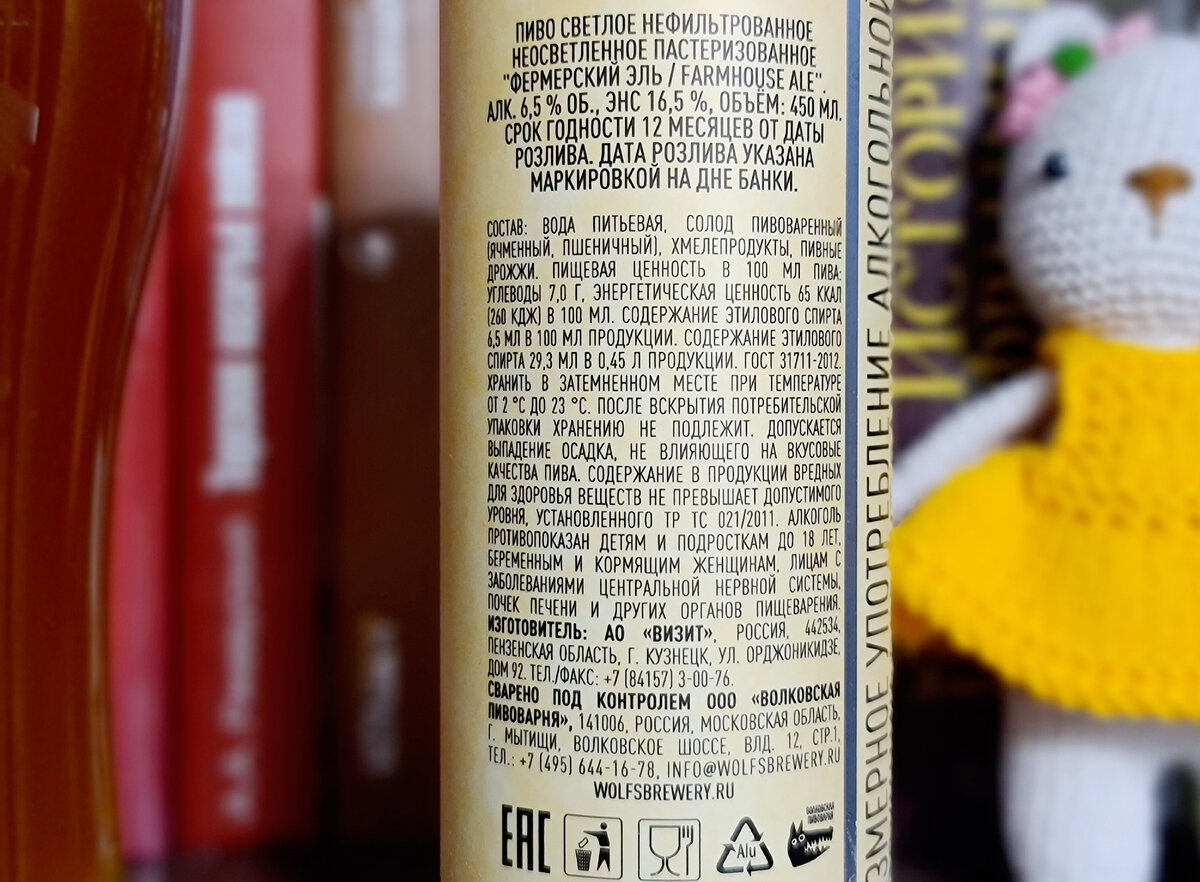 ПИВО СВЕТЛОЕ НЕФИЛЬТРОВАННОЕ
НЕОСВЕТЛЕННОЕ ПАСТЕРИЗОВАННОЕ
"ФЕРМЕРСКИЙ ЭЛЬ / FARMHOUSE ALE".
АЛК. 6,5 % ОБ., ЭНС 16,5 %, ОБЪЁМ: 450 МЛ.
СРОК ГОДНОСТИ 12 МЕСЯЦЕВ ОТ ДАТЫ
РОЗЛИВА. ДАТА РОЗЛИВА УКАЗАНА
МАРКИРОВКОЙ НА ДНЕ БАНКИ.
СОСТАВ: ВОДА ПИТЬЕВАЯ, СОЛОД ПИВОВАРЕННЫЙ
(ЯЧМЕННЫЙ, ПШЕНИЧНЫЙ), ХМЕЛЕПРОДУКТЫ, ПИВНЫЕ
ДРОЖЖИ. ПИЩЕВАЯ ЦЕННОСТЬ В 100 МЛ ПИВА:
УГЛЕВОДЫ 7,0 Г, ЭНЕРГЕТИЧЕСКАЯ ЦЕННОСТЬ 65 ККАЛ
(260 КДЖ) В 100 МЛ. СОДЕРЖАНИЕ ЭТИЛОВОГО СПИРТА
6,5 МЛ В 100 МЛ ПРОДУКЦИИ. СОДЕРЖАНИЕ ЭТИЛОВОГО
СПИРТА 29,3 МЛ В 0,45 Л ПРОДУКЦИИ. ГОСТ 31711-2012.
ХРАНИТЬ В ЗАТЕМНЕННОМ МЕСТЕ ПРИ ТЕМПЕРАТУРЕ
ОТ 2 °С ДО 23 °С. ПОСЛЕ ВСКРЫТИЯ ПОТРЕБИТЕЛЬСКОЙ
УПАКОВКИ ХРАНЕНИЮ НЕ ПОДЛЕЖИТ. ДОПУСКАЕТСЯ
ВЫПАДЕНИЕ ОСАДКА, НЕ ВЛИЯЮЩЕГО НА ВКУСОВЫЕ
КАЧЕСТВА ПИВА. СОДЕРЖАНИЕ В ПРОДУКЦИИ ВРЕДНЫХ
ДЛЯ ЗДОРОВЬЯ ВЕЩЕСТВ НЕ ПРЕВЫШАЕТ ДОПУСТИМОГО
УРОВНЯ, УСТАНОВЛЕННОГО ТР ТС 021/2011. АЛКОГОЛЬ
ПРОТИВОПОКАЗАН ДЕТЯМ И ПОДРОСТКАМ ДО 18 ЛЕТ,
БЕРЕМЕННЫМ И КОРМЯЩИМ ЖЕНЩИНАМ, ЛИЦАМ С
ЗАБОЛЕВАНИЯМИ ЦЕНТРАЛЬНОЙ НЕРВНОЙ СИСТЕМЫ,
ПОЧЕК ПЕЧЕНИ И ДРУГИХ ОРГАНОВ ПИЩЕВАРЕНИЯ.
ИЗГОТОВИТЕЛЬ: АО «ВИЗИТ», РОССИЯ, 442534,
ПЕНЗЕНСКАЯ ОБЛАСТЬ, Г. КУЗНЕЦК, УЛ. ОРДЖОНИКИДЗЕ,
ДОМ 92. ТЕЛ./ФАКС: +7 (84157) 3-00-76.
СВАРЕНО ПОД КОНТРОЛЕМ ООО «ВОЛКОВСКАЯ
ПИВОВАРНЯ», 141006, РОССИЯ, МОСКОВСКАЯ ОБЛАСТЬ,
Г. МЫТИЩИ, ВОЛКОВСКОЕ ШОССЕ, ВЛД. 12, СТР.1,
ТЕЛ.: +7 (495) 644-16-78, INFO@WOLFSBREWERY.RU
WOLFSBREWERY.RU
EAC
Alu
ВОЛКОВСКАЯ
ПИВОВАРНЯ
ЗМЕРНОЕ УПОТРЕБЛЕНИЕ АЛКОГОЛЬНОЙ
ИСТОРИЯ